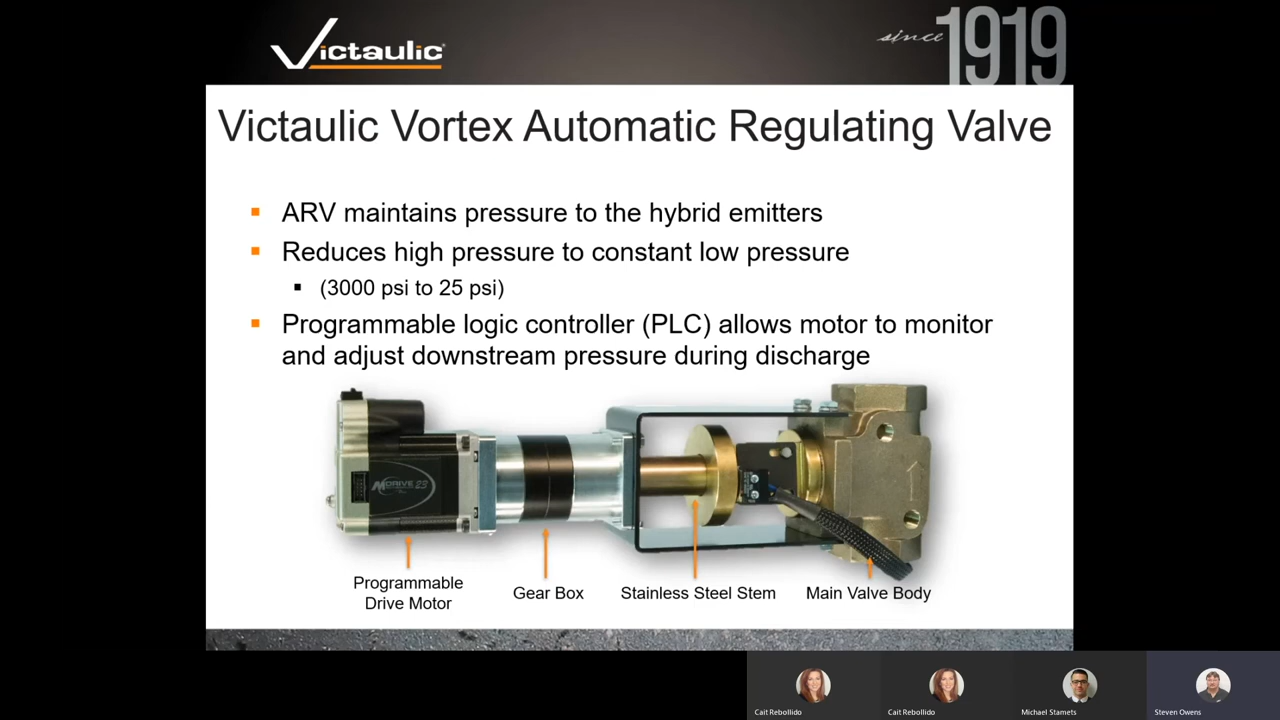 Victaulic
since 1919
Victaulic Vortex Automatic Regulating Valve
ARV maintains pressure to the hybrid emitters
Reduces high pressure to constant low pressure
(3000 psi to 25 psi)
Programmable logic controller (PLC) allows motor to monitor
and adjust downstream pressure during discharge
MDRIVE 23
Programmable
Drive Motor
Gear Box
Stainless Steel Stem
Main Valve Body
Cait Rebollido
Cait Rebollido
Michael Stamets
Steven Owens